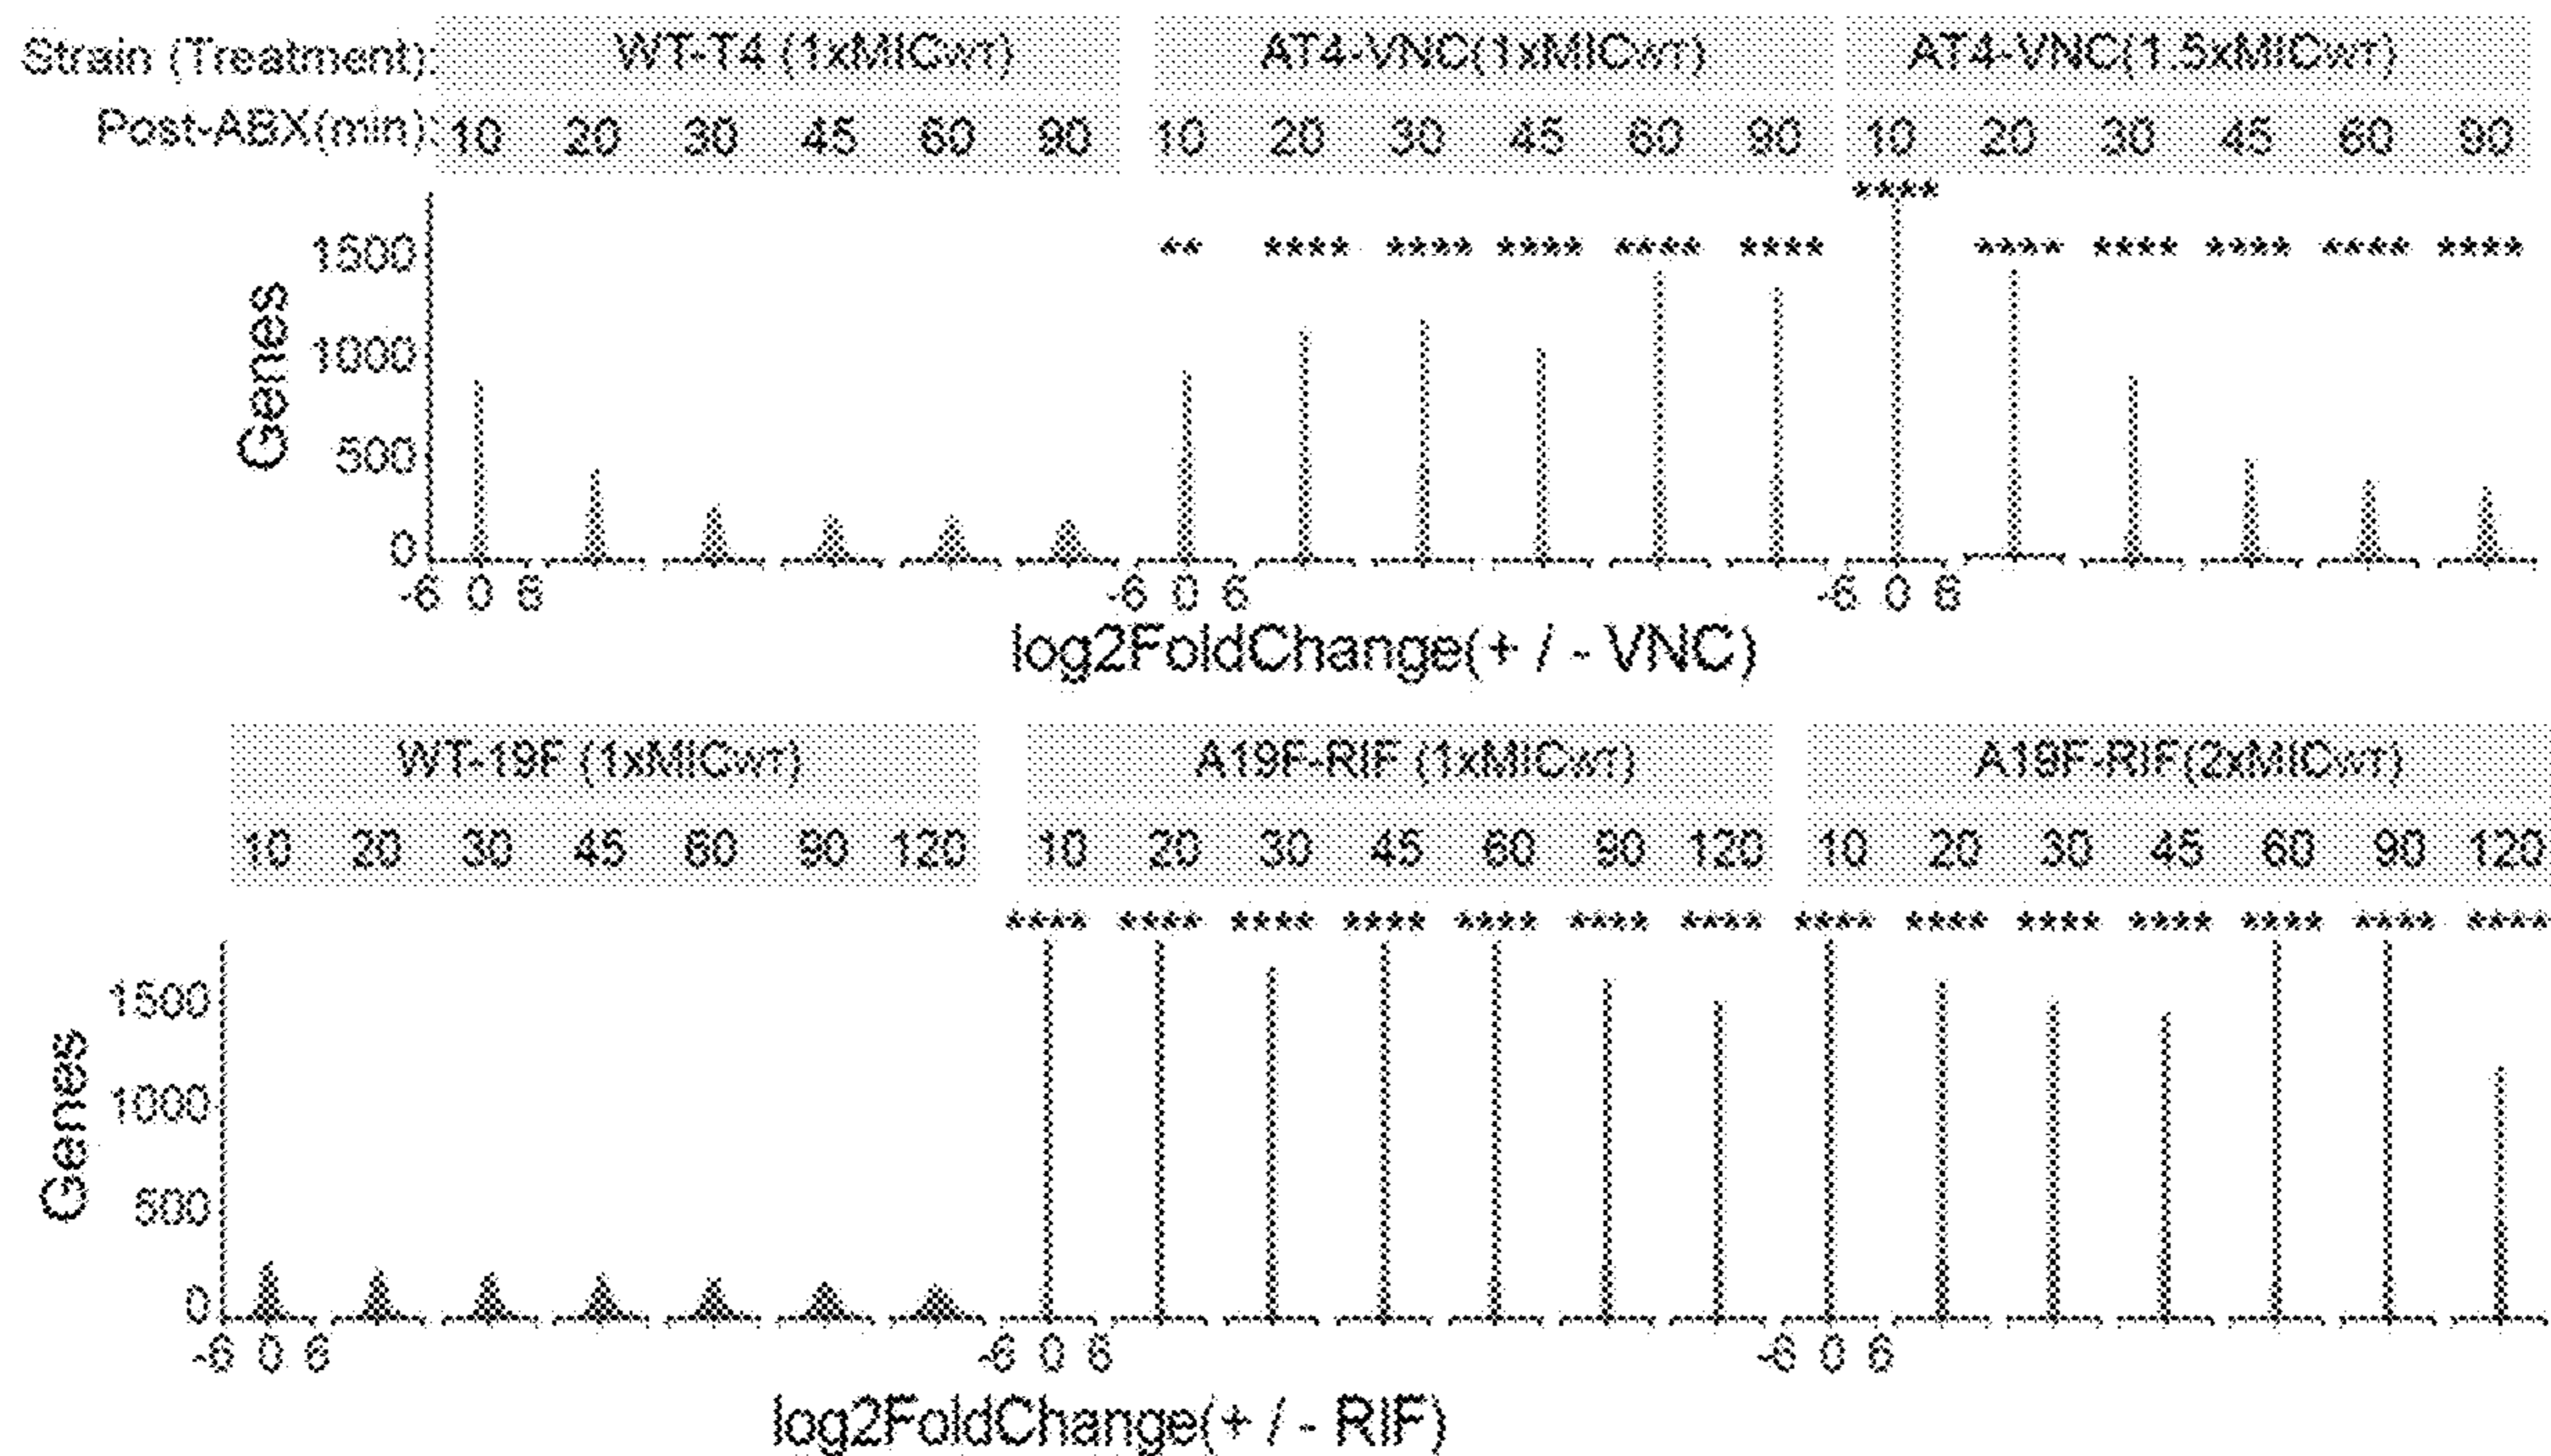 Strain (Treatment): WT-T4 (1xMICWT) AT4-VNC(1xMICWT) AT4-VNC(1.5xMICWT)
Post-ABX(min): 10 20 30 45 60 90 10 20 30 45 60 90 10 20 30 45 60 90
****
1500 ** **** **** **** **** **** **** **** **** **** ****
1000
Genes
500
0
-6 0 6 -6 0 6 -6 0 6
log2FoldChange(+ / - VNC)
WT-19F (1xMICWT) A19F-RIF (1xMICWT) A19F-RIF(2xMICWT)
10 20 30 45 60 90 120 10 20 30 45 60 90 120 10 20 30 45 60 90 120
**** **** **** **** **** **** **** **** **** **** **** **** **** ****
1500
1000
Genes
500
0
-6 0 6 -6 0 6 -6 0 6
log2FoldChange(+ / - RIF)